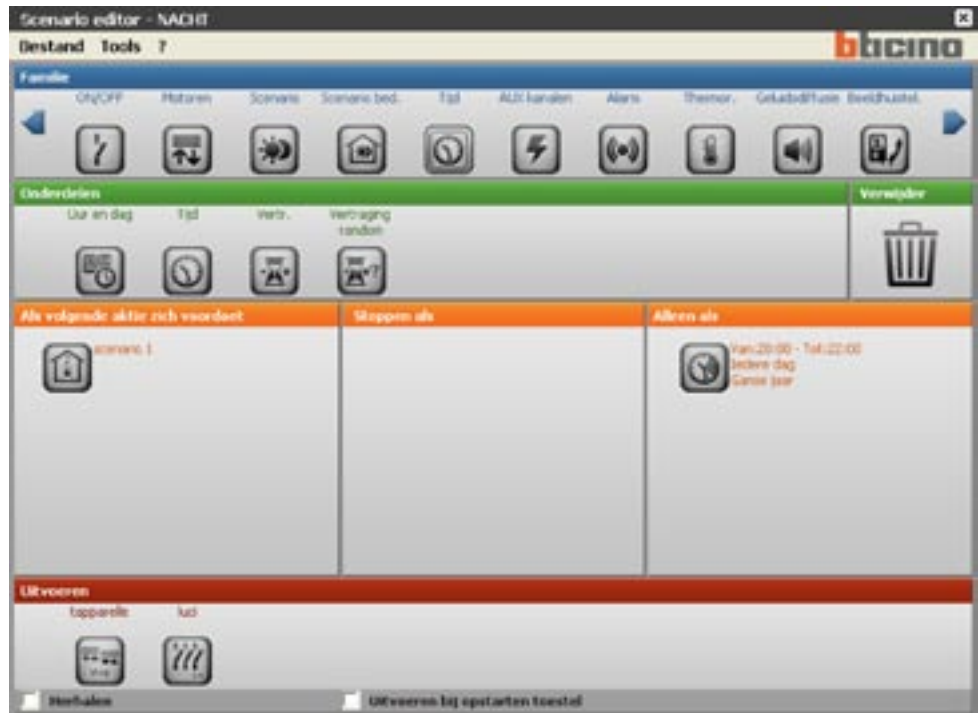 Scenario editor - NACHT
Bestand Tools ?
bticino
Familie
ON/OFF Motoren Scenario Scenario bed. Tijd AUX kanalen Alarm Thermor. Geluidsdiffusie Beeldhuistel.
Onderdelen Verwijder
Uur en dag Tijd Vertr. Vertraging
random
Als volgende aktie zich voordoet Stoppen als Alleen als
scenario 1
Van:20:00 - Tot:22:00
Iedere dag
Ganse jaar
Uitvoeren
tapparelle luci
Herhalen Uitvoeren bij opstarten toestel